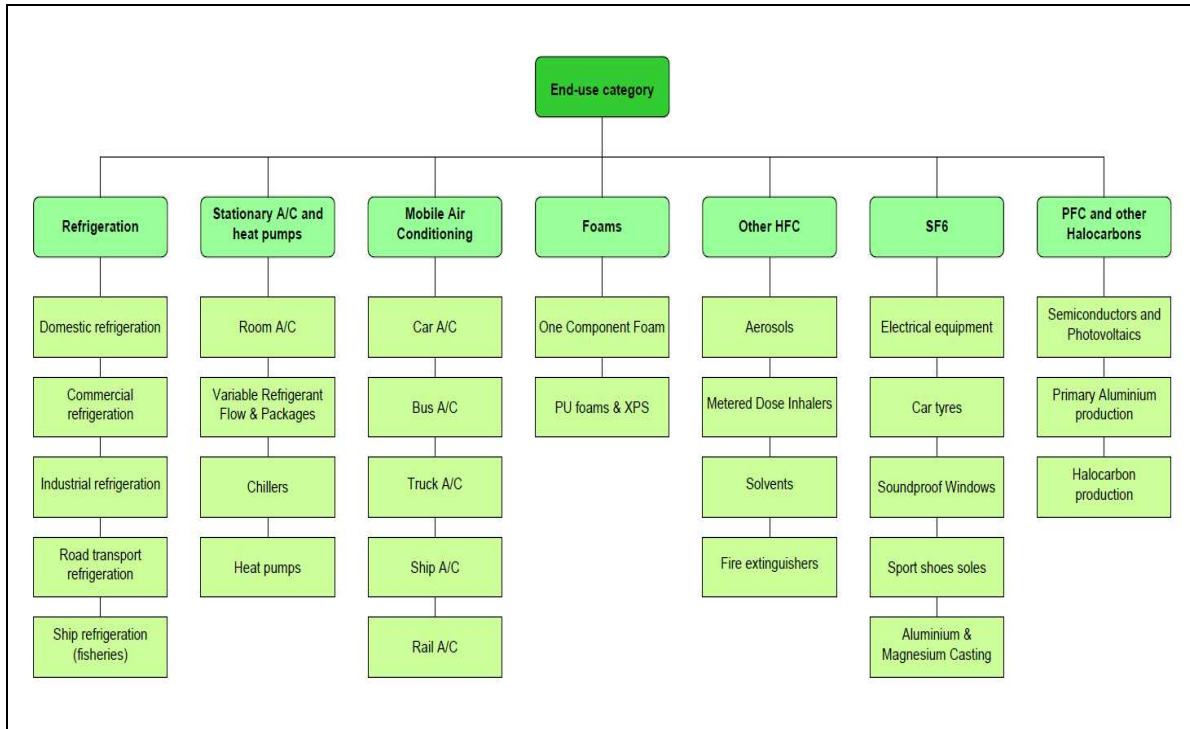 End-use category
Refrigeration
Stationary A/C and
heat pumps
Mobile Air
Conditioning
Foams
Other HFC
SF6
PFC and other
Halocarbons
Domestic refrigeration
Room A/C
Car A/C
One Component Foam
Aerosols
Electrical equipment
Semiconductors and
Photovoltaics
Commercial
refrigeration
Variable Refrigerant
Flow & Packages
Bus A/C
PU foams & XPS
Metered Dose Inhalers
Car tyres
Primary Aluminium
production
Industrial refrigeration
Chillers
Truck A/C
Solvents
Soundproof Windows
Halocarbon
production
Road transport
refrigeration
Heat pumps
Ship A/C
Fire extinguishers
Sport shoes soles
Ship refrigeration
(fisheries)
Rail A/C
Aluminium &
Magnesium Casting